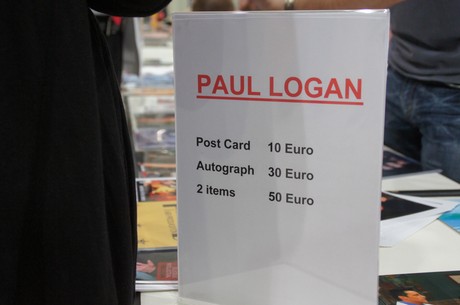 PAUL LOGAN
Post Card 10 Euro
Autograph 30 Euro
2 items 50 Euro